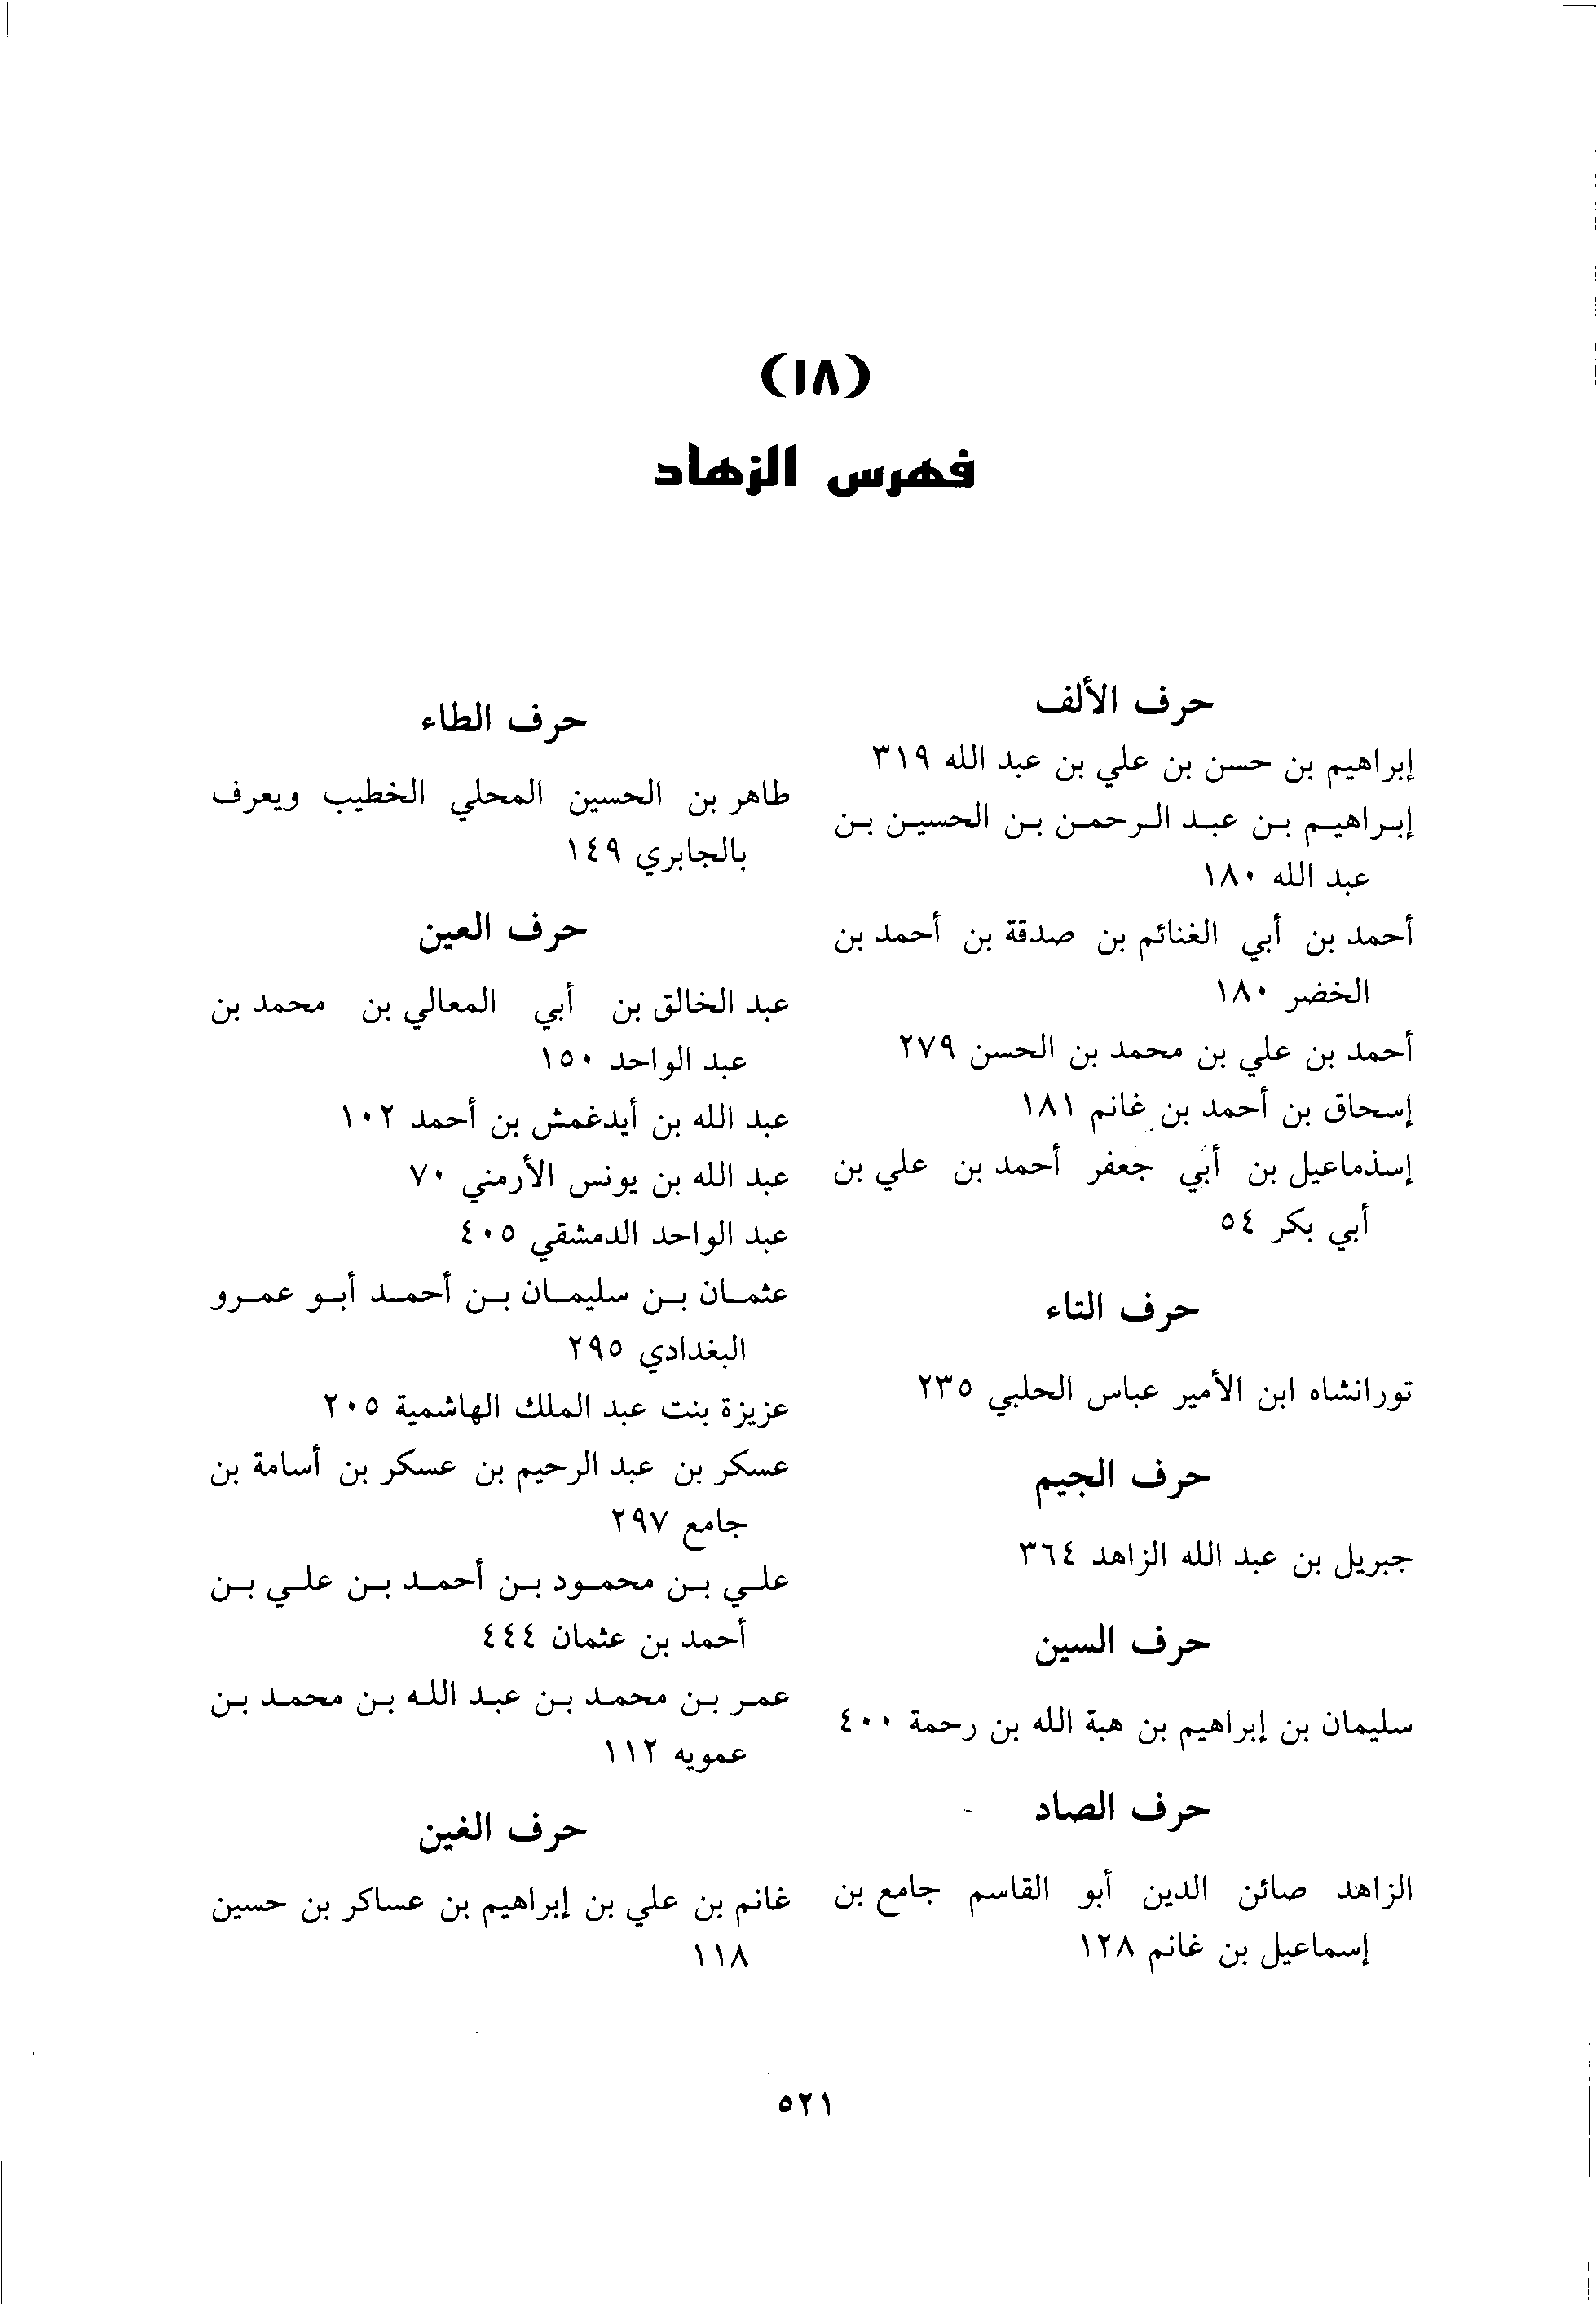 (١٨)
فهرس الزهاد
حرف الألف
إبراهيم بن حسن بن علي بن عبد الله ٣١٩
إبراهيم بن عبد الرحمن بن الحسين بن
عبد الله ١٨٠
أحمد بن أبي الغنائم بن صدقة بن أحمد بن
الخضر ١٨٠
أحمد بن علي بن محمد بن الحسن ٢٧٩
إسحاق بن أحمد بن غانم ١٨١
إسذماعيل بن أبي جعفر أحمد بن علي بن
أبي بكر ٥٤
حرف التاء
تورانشاه ابن الأمير عباس الحلبي ٢٣٥
حرف الجيم
جبريل بن عبد الله الزاهد ٣٦٤
حرف السين
سليمان بن إبراهيم بن هبة الله بن رحمة ٤٠٠
حرف الصاد
الزاهد صائن الدين أبو القاسم جامع بن
إسماعيل بن غانم ١٢٨
حرف الطاء
طاهر بن الحسين المحلي الخطيب ويعرف
بالجابري ١٤٩
حرف العين
عبد الخالق بن أبي المعالي بن محمد بن
عبد الواحد ١٥٠
عبد الله بن أيدغمش بن أحمد ١٠٢
عبد الله بن يونس الأرمني ٧٠
عبد الواحد الدمشقي ٤٠٥
عثمان بن سليمان بن أحمد أبو عمرو
البغدادي ٢٩٥
عزيزة بنت عبد الملك الهاشمية ٢٠٥
عسكر بن عبد الرحيم بن عسكر بن أسامة بن
جامع ٢٩٧
علي بن محمود بن أحمد بن علي بن
أحمد بن عثمان ٤٤٤
عمر بن محمد بن عبد الله بن محمد بن
عمويه ١١٢
حرف الغين
غانم بن علي بن إبراهيم بن عساكر بن حسين
١١٨
٥٢١